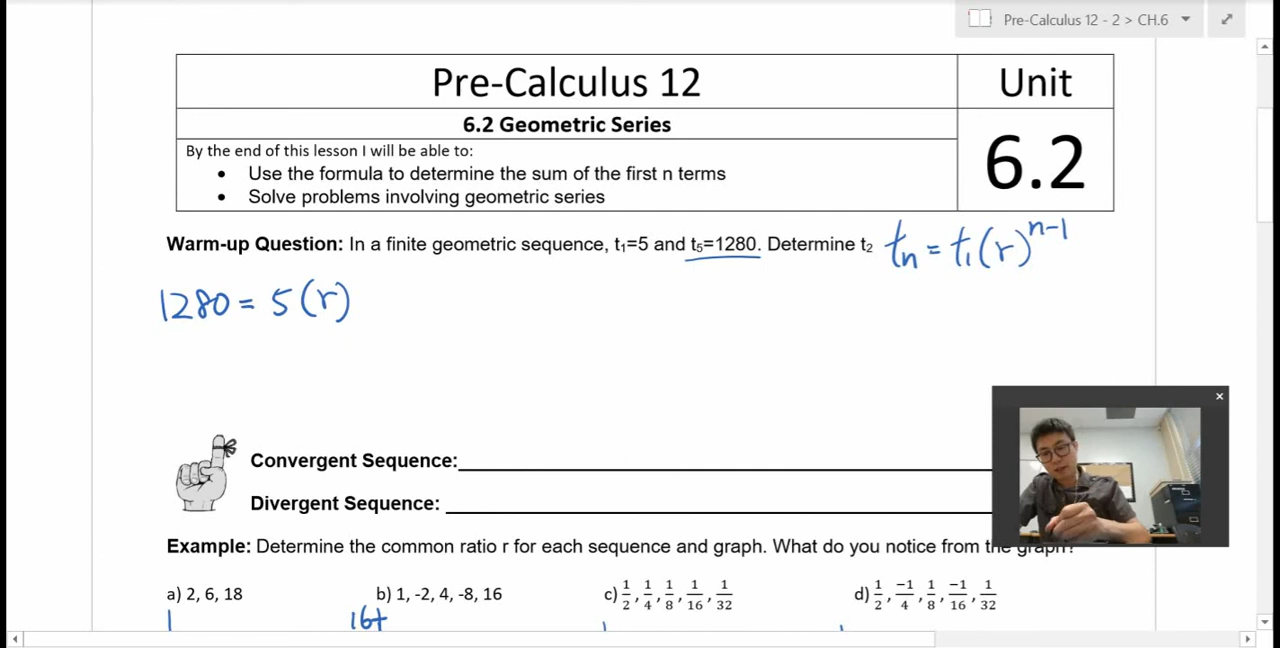 Pre-Calculus 12 - 2 > CH.6
Pre-Calculus 12
Unit
6.2 Geometric Series
6.2
By the end of this lesson I will be able to:
• Use the formula to determine the sum of the first n terms
• Solve problems involving geometric series
Warm-up Question: In a finite geometric sequence, t₁=5 and t₅=1280. Determine t₂
tₙ = t₁(r)ⁿ⁻¹
1280 = 5(r)
Convergent Sequence:
Divergent Sequence:
Example: Determine the common ratio r for each sequence and graph. What do you notice from the graph?
a) 2, 6, 18
b) 1, -2, 4, -8, 16
c) 1/2, 1/4, 1/8, 1/16, 1/32
d) 1/2, -1/4, 1/8, -1/16, 1/32
16